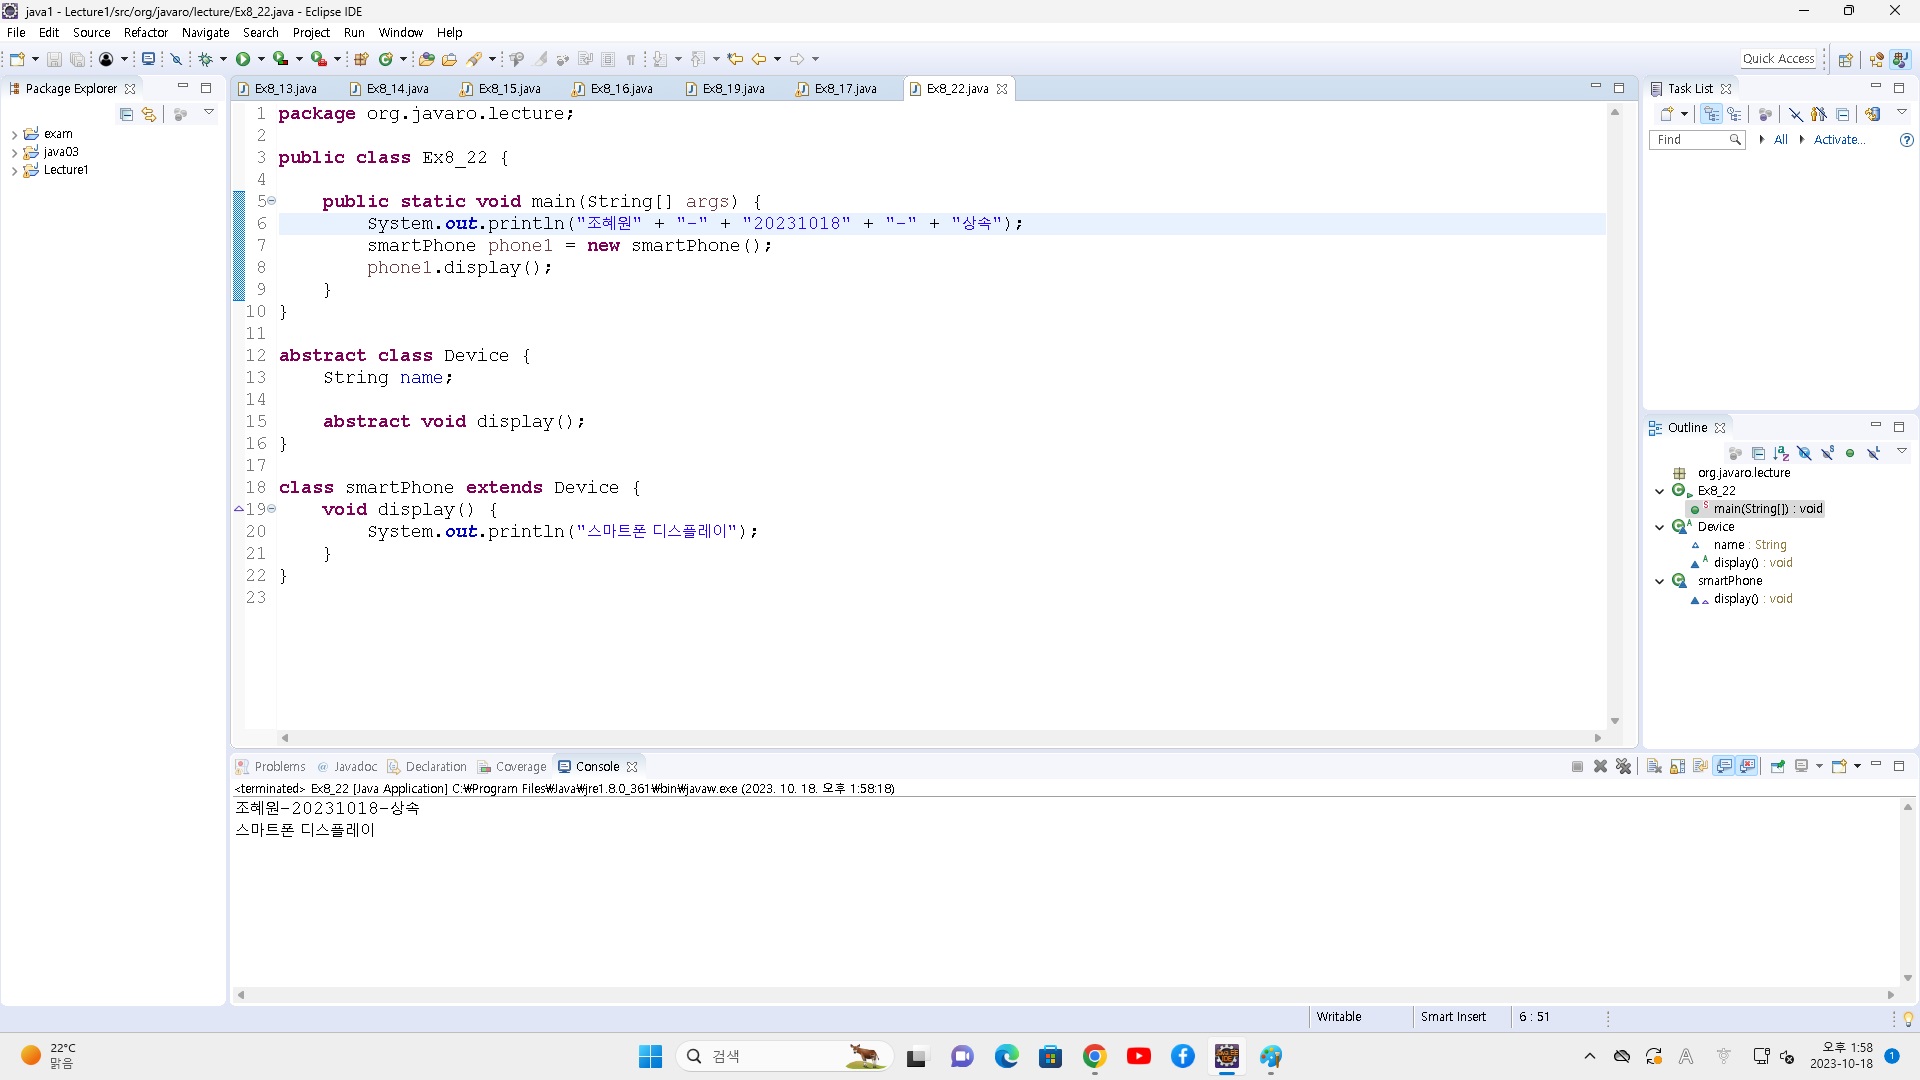 java1 - Lecture1/src/org/javaro/lecture/Ex8_22.java - Eclipse IDE
File Edit Source Refactor Navigate Search Project Run Window Help
Quick Access
Package Explorer
exam
java03
Lecture1
Ex8_13.java Ex8_14.java Ex8_15.java Ex8_16.java Ex8_19.java Ex8_17.java Ex8_22.java
1 package org.javaro.lecture;
2
3 public class Ex8_22 {
4
5 public static void main(String[] args) {
6 System.out.println("조혜원" + "-" + "20231018" + "-" + "상속");
7 smartPhone phone1 = new smartPhone();
8 phone1.display();
9 }
10 }
11
12 abstract class Device {
13 String name;
14
15 abstract void display();
16 }
17
18 class smartPhone extends Device {
19 void display() {
20 System.out.println("스마트폰 디스플레이");
21 }
22 }
23
Task List
Find All Activate...
Outline
org.javaro.lecture
Ex8_22
main(String[]) : void
Device
name : String
display() : void
smartPhone
display() : void
Problems Javadoc Declaration Coverage Console
<terminated> Ex8_22 [Java Application] C:₩Program Files₩Java₩jre1.8.0_361₩bin₩javaw.exe (2023. 10. 18. 오후 1:58:18)
조혜원-20231018-상속
스마트폰 디스플레이
Writable Smart Insert 6 : 51
22°C
맑음
검색
오후 1:58
2023-10-18
1